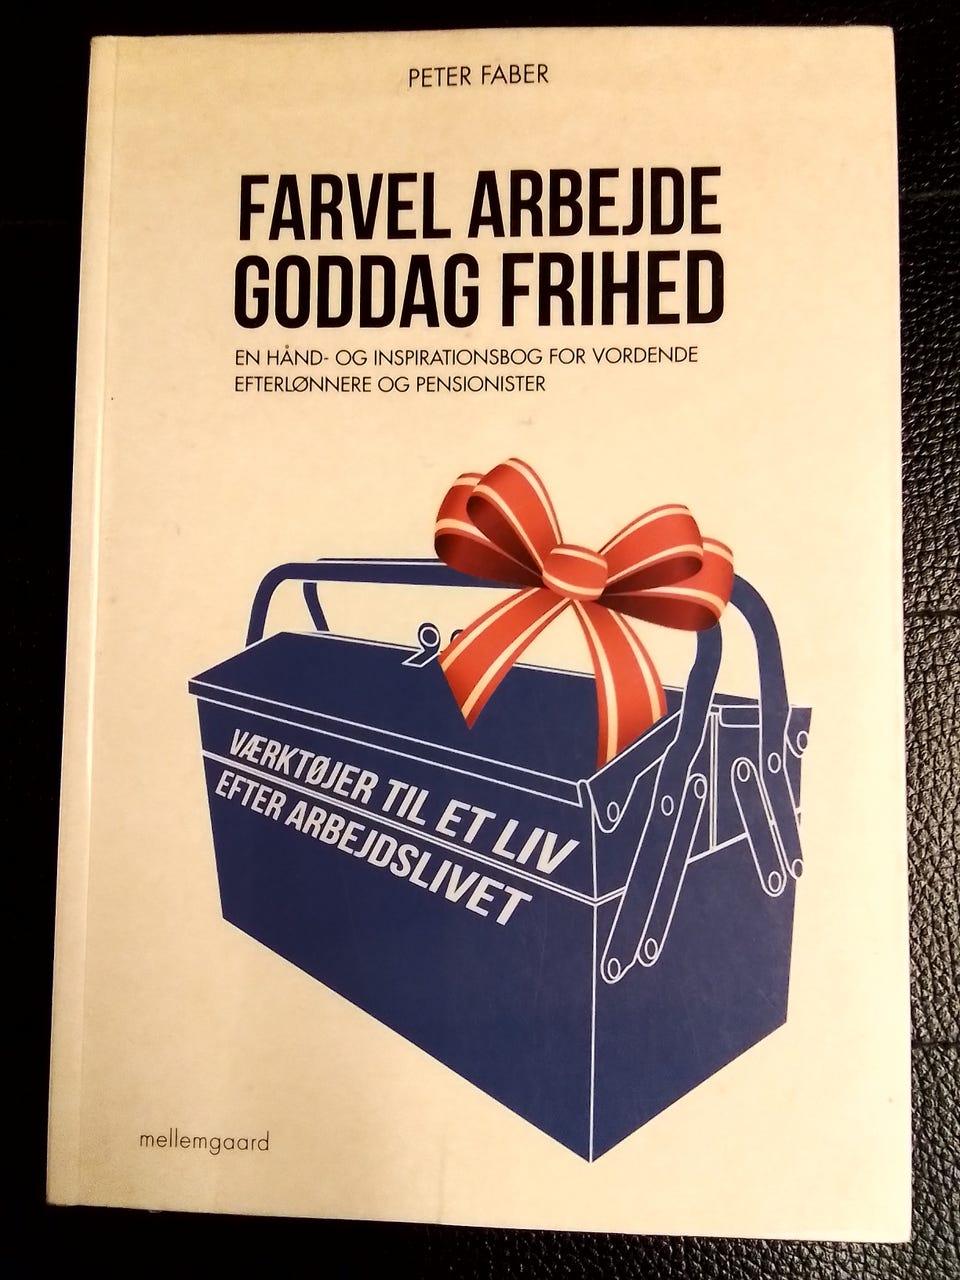 PETER FABER
FARVEL ARBEJDE
GODDAG FRIHED
EN HÅND- OG INSPIRATIONSBOG FOR VORDENDE
EFTERLØNNERE OG PENSIONISTER
VÆRKTØJER TIL ET LIV
EFTER ARBEJDSLIVET
mellemgaard